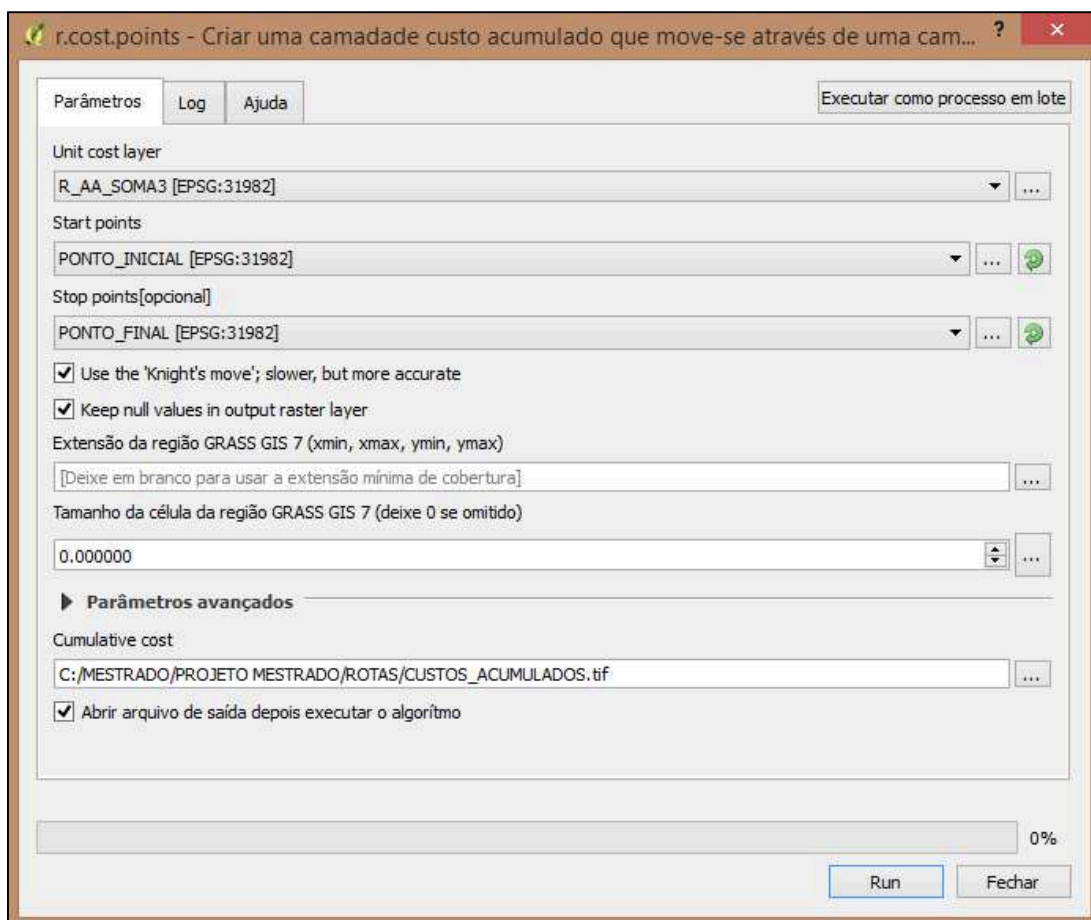 r.cost.points - Criar uma camadade custo acumulado que move-se através de uma cam... ? ×
Parâmetros Log Ajuda Executar como processo em lote
Unit cost layer
R_AA_SOMA3 [EPSG:31982] ...
Start points
PONTO_INICIAL [EPSG:31982] ...
Stop points[opcional]
PONTO_FINAL [EPSG:31982] ...
Use the 'Knight's move'; slower, but more accurate
Keep null values in output raster layer
Extensão da região GRASS GIS 7 (xmin, xmax, ymin, ymax)
[Deixe em branco para usar a extensão mínima de cobertura] ...
Tamanho da célula da região GRASS GIS 7 (deixe 0 se omitido)
0.000000 ...
Parâmetros avançados
Cumulative cost
C:/MESTRADO/PROJETO MESTRADO/ROTAS/CUSTOS_ACUMULADOS.tif ...
Abrir arquivo de saída depois executar o algorítmo
0%
Run Fechar